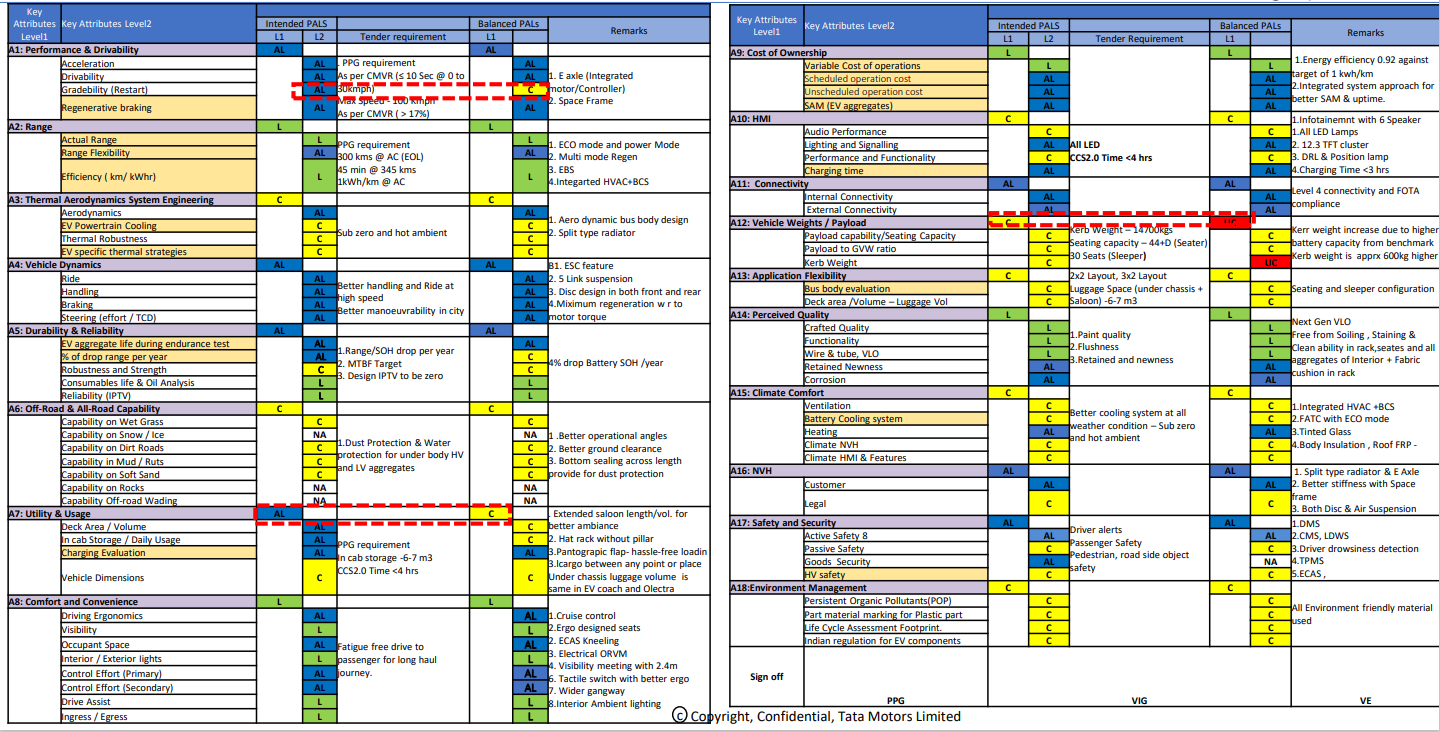 Key Attributes Level1 Key Attributes Level2 Intended PALS Balanced PALs Remarks
L1 L2 Tender requirement L1
A1: Performance & Drivability AL AL
Acceleration AL . PPG requirement AL
Drivability AL As per CMVR (≤ 10 Sec @ 0 to AL 1. E axle (Integrated
Gradebility (Restart) AL 30kmph) C motor/Controller)
Regenerative braking AL Max Speed - 100 Kmph AL 2. Space Frame
As per CMVR ( > 17%)
A2: Range L L
Actual Range L PPG requirement L 1. ECO mode and power Mode
Range Flexibility AL 300 kms @ AC (EOL) AL 2. Multi mode Regen
Efficiency ( km/ kWhr) L 45 min @ 345 kms L 3. EBS
1kWh/km @ AC 4.Integarted HVAC+BCS
A3: Thermal Aerodynamics System Engineering C C
Aerodynamics AL AL
EV Powertrain Cooling C Sub zero and hot ambient C 1. Aero dynamic bus body design
Thermal Robustness C C 2. Split type radiator
EV specific thermal strategies C C
A4: Vehicle Dynamics AL AL B1. ESC feature
Ride AL Better handling and Ride at AL 2. 5 Link suspension
Handling AL high speed AL 3. Disc design in both front and rear
Braking AL Better manoeuvrability in city AL 4.Miximum regeneration w r to
Steering (effort / TCD) AL AL motor torque
A5: Durability & Reliability AL AL
EV aggregate life during endurance test AL AL
% of drop range per year AL 1.Range/SOH drop per year C 4% drop Battery SOH /year
Robustness and Strength C 2. MTBF Target C
Consumables life & Oil Analysis L 3. Design IPTV to be zero L
Reliability (IPTV) L L
A6: Off-Road & All-Road Capability C C
Capability on Wet Grass C C
Capability on Snow / Ice NA 1.Dust Protection & Water NA 1 .Better operational angles
Capability on Dirt Roads C protection for under body HV C 2. Better ground clearance
Capability in Mud / Ruts C and LV aggregates C 3. Bottom sealing across length
Capability on Soft Sand C C provide for dust protection
Capability on Rocks NA NA
Capability Off-road Wading NA NA
A7: Utility & Usage AL C . Extended saloon length/vol. for
Deck Area / Volume AL C better ambiance
In cab Storage / Daily Usage AL PPG requirement C 2. Hat rack without pillar
Charging Evaluation AL In cab storage -6-7 m3 AL 3.Pantograpic flap- hassle-free loadin
Vehicle Dimensions C CCS2.0 Time <4 hrs C 3.lcargo between any point or place
Under chassis luggage volume is
same in EV coach and Olectra
A8: Comfort and Convenience L L
Driving Ergonomics AL AL 1.Cruise control
Visibility L L 2.Ergo designed seats
Occupant Space AL AL 2. ECAS Kneeling
Interior / Exterior lights L Fatigue free drive to L 3. Electrical ORVM
Control Effort (Primary) AL passenger for long haul AL 4. Visibility meeting with 2.4m
Control Effort (Secondary) AL journey. AL 6. Tactile switch with better ergo
Drive Assist L L 7. Wider gangway
Ingress / Egress L L 8.Interior Ambient lighting
Key Attributes Level1 Key Attributes Level2 Intended PALS Balanced PALs Remarks
L1 L2 Tender Requirement L1
A9: Cost of Ownership L L
Variable Cost of operations L L 1.Energy efficiency 0.92 against
Scheduled operation cost AL AL target of 1 kwh/km
Unscheduled operation cost AL AL 2.Integrated system approach for
SAM (EV aggregates) AL AL better SAM & uptime.
A10: HMI C C 1.Infotainemnt with 6 Speaker
Audio Performance C C 1.All LED Lamps
Lighting and Signalling AL All LED AL 2. 12.3 TFT cluster
Performance and Functionality C CCS2.0 Time <4 hrs C 3. DRL & Position lamp
Charging time AL AL 4.Charging Time <3 hrs
A11: Connectivity AL AL
Internal Connectivity AL AL Level 4 connectivity and FOTA
External Connectivity AL AL compliance
A12: Vehicle Weights / Payload C UC
Payload capability/Seating Capacity C Kerb Weight – 14700kgs C Kerr weight increase due to higher
Payload to GVW ratio C Seating capacity – 44+D (Seater) C battery capacity from benchmark
Kerb Weight C 30 Seats (Sleeper) UC Kerb weight is apprx 600kg higher
A13: Application Flexibility C 2x2 Layout, 3x2 Layout C
Bus body evaluation C Luggage Space (under chassis + C Seating and sleeper configuration
Deck area /Volume – Luggage Vol C Saloon) -6-7 m3 C
A14: Perceived Quality L L
Crafted Quality L L Next Gen VLO
Functionality L 1.Paint quality L Free from Soiling , Staining &
Wire & tube, VLO L 2.Flushness L Clean ability in rack,seates and all
Retained Newness AL 3.Retained and newness AL aggregates of Interior + Fabric
Corrosion AL AL cushion in rack
A15: Climate Comfort C C
Ventilation C C 1.Integrated HVAC +BCS
Battery Cooling system C Better cooling system at all C 2.FATC with ECO mode
Heating AL weather condition – Sub zero AL 3.Tinted Glass
Climate NVH C and hot ambient C 4.Body Insulation , Roof FRP -
Climate HMI & Features C C
A16: NVH AL AL 1. Split type radiator & E Axle
Customer AL AL 2. Better stiffness with Space
Legal C C frame
3. Both Disc & Air Suspension
A17: Safety and Security AL AL 1.DMS
Active Safety 8 AL Driver alerts AL 2.CMS, LDWS
Passive Safety C Passenger Safety C 3.Driver drowsiness detection
Goods Security AL Pedestrian, road side object NA 4.TPMS
HV safety C safety C 5.ECAS ,
A18:Environment Management C C
Persistent Organic Pollutants(POP) C C
Part material marking for Plastic part C C All Environment friendly material
Life Cycle Assessment Footprint. C C used
Indian regulation for EV components C C
Sign off
PPG VIG VE
© Copyright, Confidential, Tata Motors Limited